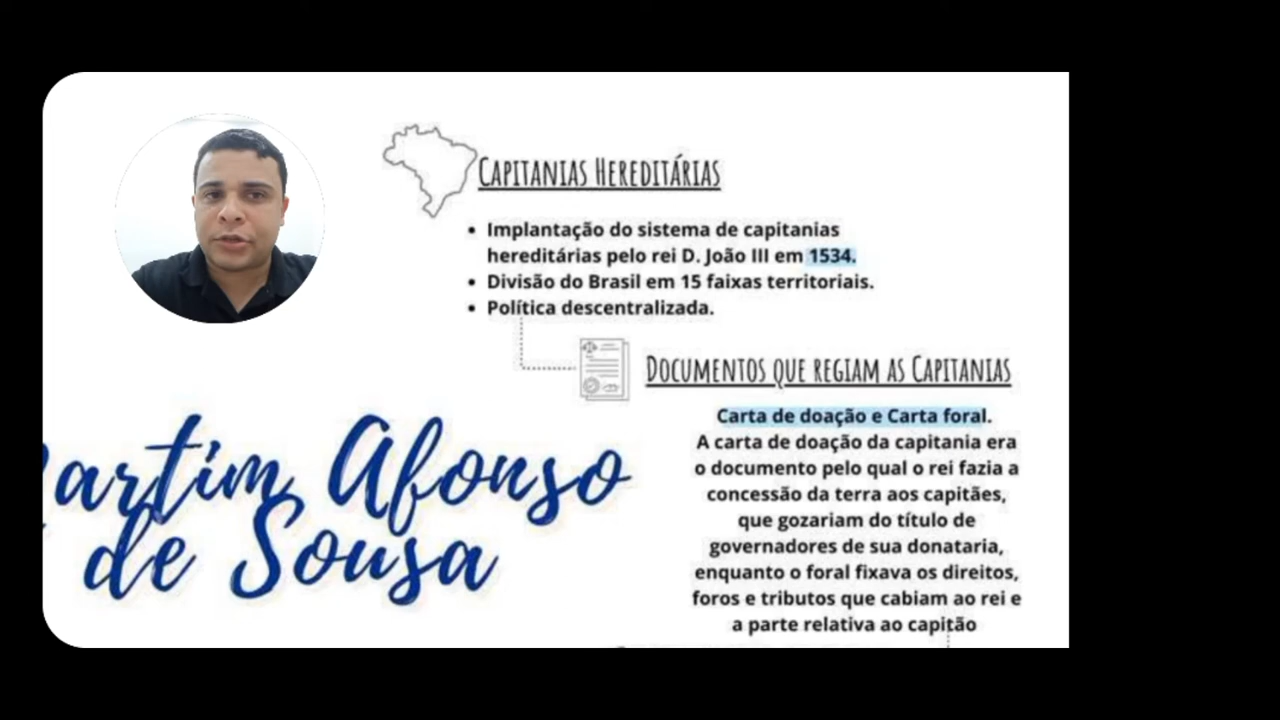 Capitanias Hereditárias
• Implantação do sistema de capitanias
hereditárias pelo rei D. João III em 1534.
• Divisão do Brasil em 15 faixas territoriais.
• Política descentralizada.
Documentos que regiam as Capitanias
Carta de doação e Carta foral.
A carta de doação da capitania era
o documento pelo qual o rei fazia a
concessão da terra aos capitães,
que gozariam do título de
governadores de sua donataria,
enquanto o foral fixava os direitos,
foros e tributos que cabiam ao rei e
a parte relativa ao capitão
Martim Afonso
de Sousa